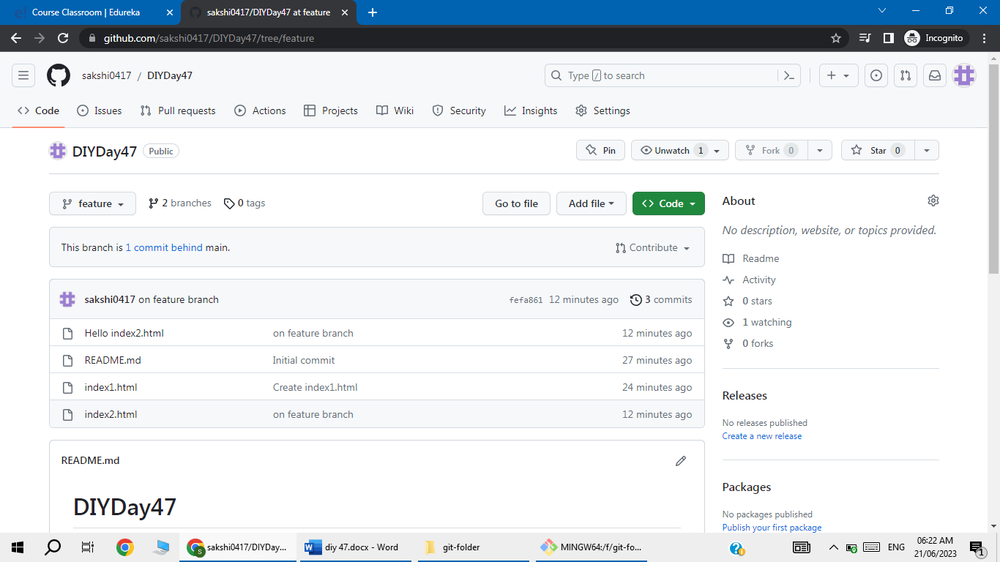 Course Classroom | Edureka
sakshi0417/DIYDay47 at feature
github.com/sakshi0417/DIYDay47/tree/feature
Incognito
sakshi0417 / DIYDay47
Type / to search
Code Issues Pull requests Actions Projects Wiki Security Insights Settings
DIYDay47 Public
Pin Unwatch 1 Fork 0 Star 0
feature 2 branches 0 tags
Go to file Add file Code
This branch is 1 commit behind main.
Contribute
sakshi0417 on feature branch fefa861 12 minutes ago 3 commits
Hello index2.html on feature branch 12 minutes ago
README.md Initial commit 27 minutes ago
index1.html Create index1.html 24 minutes ago
index2.html on feature branch 12 minutes ago
README.md
DIYDay47
About
No description, website, or topics provided.
Readme
Activity
0 stars
1 watching
0 forks
Releases
No releases published
Create a new release
Packages
No packages published
Publish your first package
sakshi0417/DIYDay...
diy 47.docx - Word
git-folder
MINGW64:/f/git-fo...
ENG
06:22 AM
21/06/2023
1